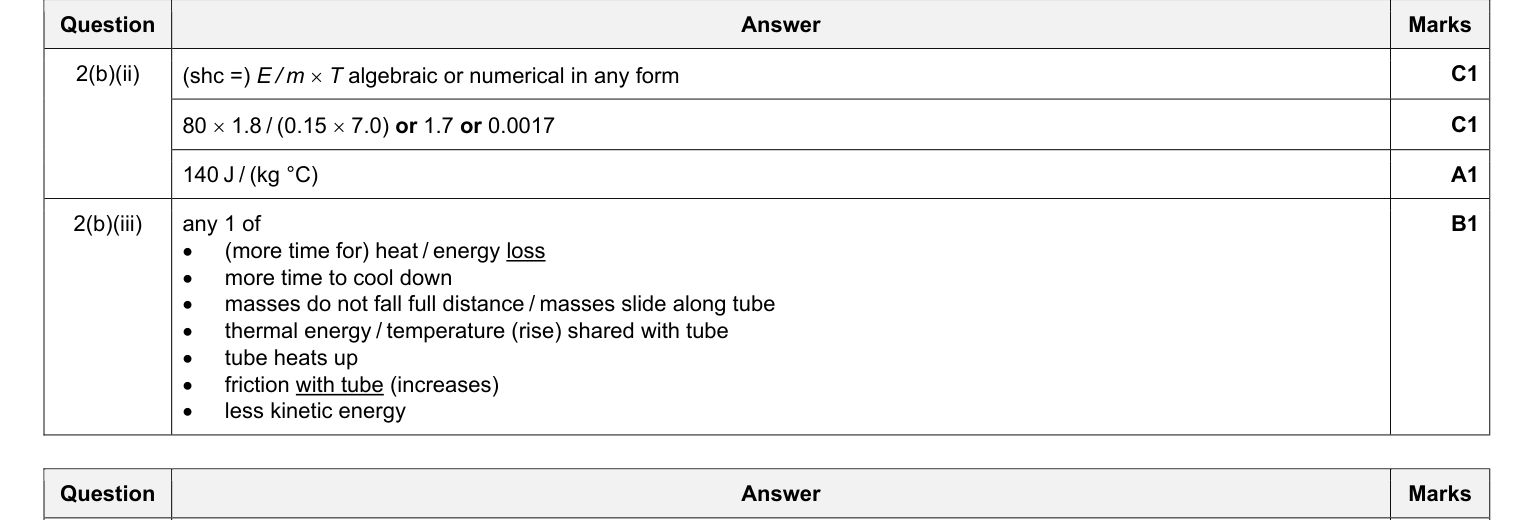 Question Answer Marks
2(b)(ii) (shc =) E / m × T algebraic or numerical in any form C1
80 × 1.8 / (0.15 × 7.0) or 1.7 or 0.0017 C1
140 J / (kg °C) A1
2(b)(iii) any 1 of B1
• (more time for) heat / energy loss
• more time to cool down
• masses do not fall full distance / masses slide along tube
• thermal energy / temperature (rise) shared with tube
• tube heats up
• friction with tube (increases)
• less kinetic energy
Question Answer Marks